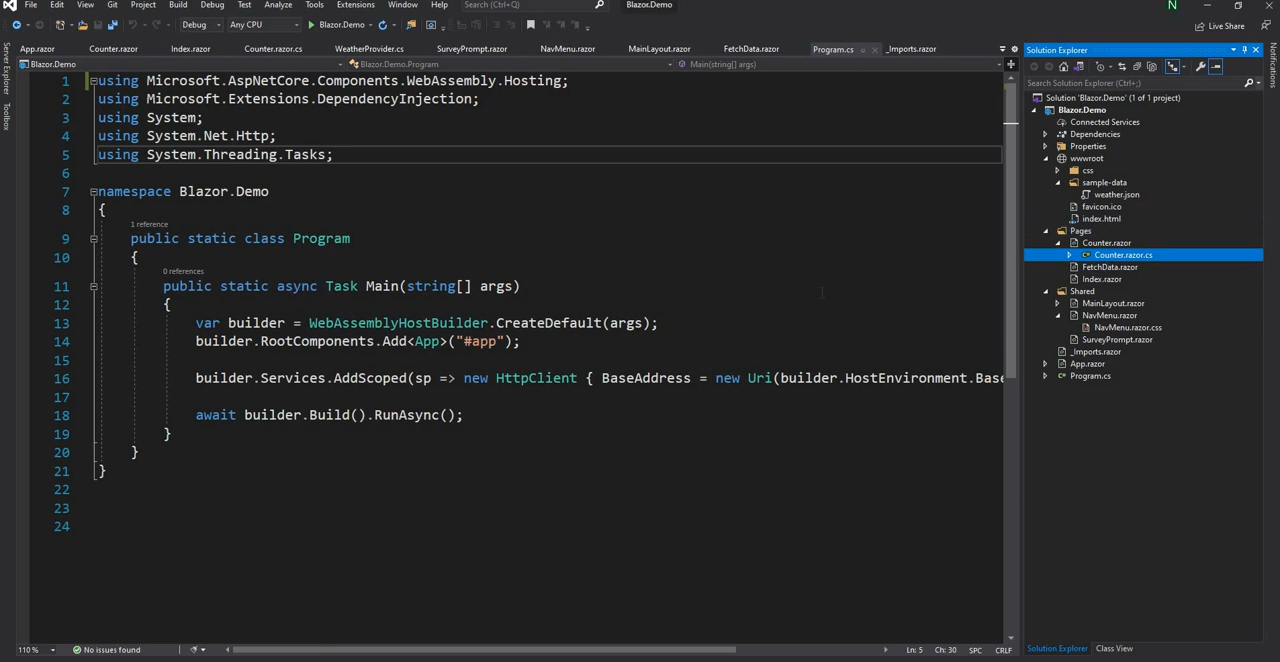 File Edit View Git Project Build Debug Test Analyze Tools Extensions Window Help Search (Ctrl+Q) Blazor.Demo N
Debug Any CPU Blazor.Demo Live Share
App.razor Counter.razor Index.razor Counter.razor.cs WeatherProvider.cs SurveyPrompt.razor NavMenu.razor MainLayout.razor FetchData.razor Program.cs _Imports.razor
Blazor.Demo Blazor.Demo.Program Main(string[] args)
Server Explorer
Toolbox
1 using Microsoft.AspNetCore.Components.WebAssembly.Hosting;
2 using Microsoft.Extensions.DependencyInjection;
3 using System;
4 using System.Net.Http;
5 using System.Threading.Tasks;
6
7 namespace Blazor.Demo
8 {
1 reference
9 public static class Program
10 {
0 references
11 public static async Task Main(string[] args)
12 {
13 var builder = WebAssemblyHostBuilder.CreateDefault(args);
14 builder.RootComponents.Add<App>("#app");
15
16 builder.Services.AddScoped(sp => new HttpClient { BaseAddress = new Uri(builder.HostEnvironment.Base
17
18 await builder.Build().RunAsync();
19 }
20 }
21 }
22
23
24
110 % No issues found Ln: 5 Ch: 30 SPC CRLF
Solution Explorer
Search Solution Explorer (Ctrl+;)
Solution 'Blazor.Demo' (1 of 1 project)
Blazor.Demo
Connected Services
Dependencies
Properties
wwwroot
css
sample-data
weather.json
favicon.ico
index.html
Pages
Counter.razor
Counter.razor.cs
FetchData.razor
Index.razor
Shared
MainLayout.razor
NavMenu.razor
NavMenu.razor.css
SurveyPrompt.razor
_Imports.razor
App.razor
Program.cs
Solution Explorer Class View
Notifications